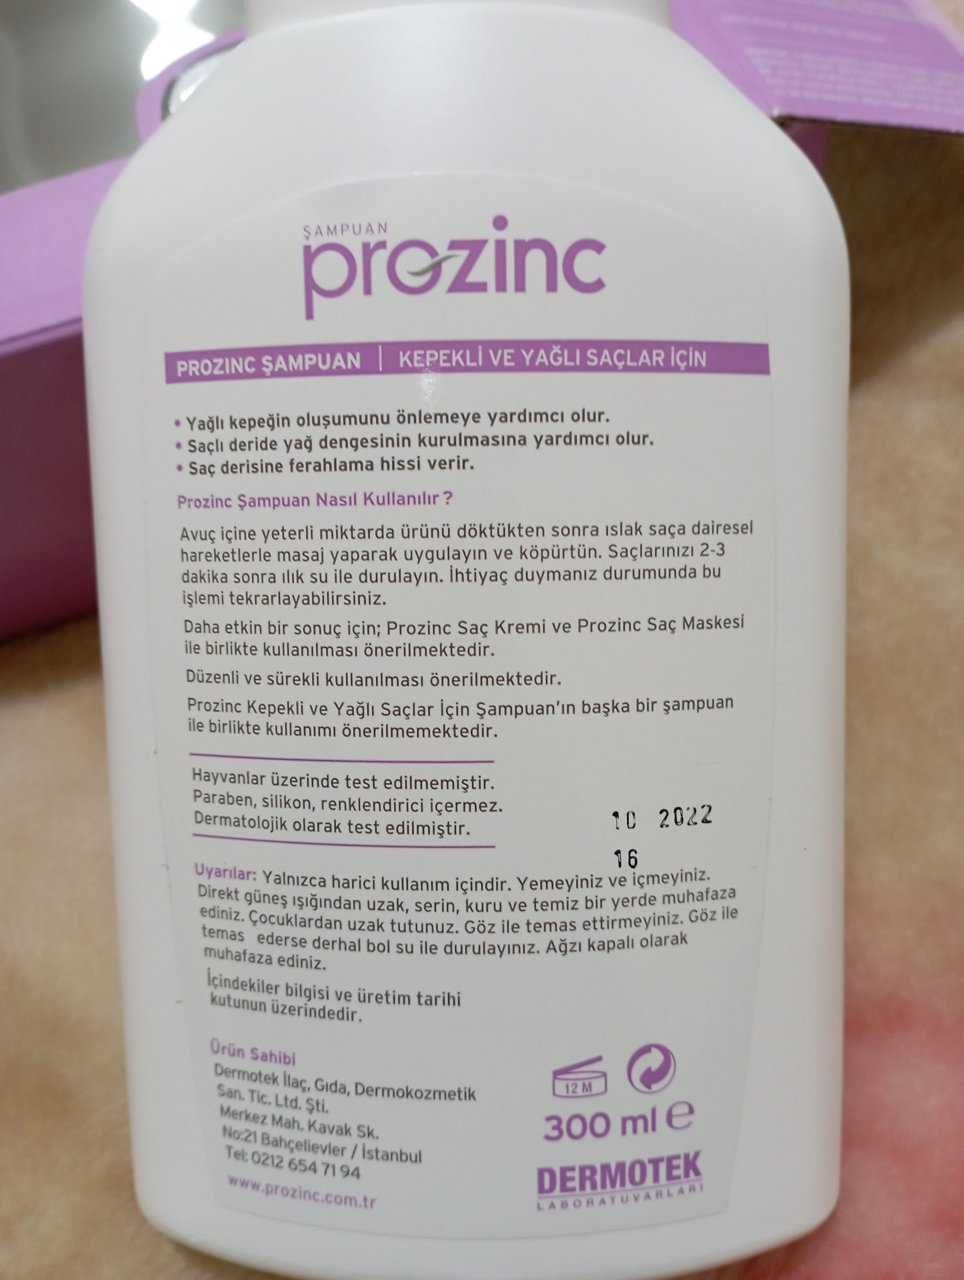 ŞAMPUAN
prozinc
PROZINC ŞAMPUAN | KEPEKLİ VE YAĞLI SAÇLAR İÇİN
• Yağlı kepeğin oluşumunu önlemeye yardımcı olur.
• Saçlı deride yağ dengesinin kurulmasına yardımcı olur.
• Saç derisine ferahlama hissi verir.
Prozinc Şampuan Nasıl Kullanılır?
Avuç içine yeterli miktarda ürünü döktükten sonra ıslak saça dairesel
hareketlerle masaj yaparak uygulayın ve köpürtün. Saçlarınızı 2-3
dakika sonra ılık su ile durulayın. İhtiyaç duymanız durumunda bu
işlemi tekrarlayabilirsiniz.
Daha etkin bir sonuç için; Prozinc Saç Kremi ve Prozinc Saç Maskesi
ile birlikte kullanılması önerilmektedir.
Düzenli ve sürekli kullanılması önerilmektedir.
Prozinc Kepekli ve Yağlı Saçlar İçin Şampuan'ın başka bir şampuan
ile birlikte kullanımı önerilmemektedir.
Hayvanlar üzerinde test edilmemiştir.
Paraben, silikon, renklendirici içermez.
Dermatolojik olarak test edilmiştir.
10 2022
16
Uyarılar: Yalnızca harici kullanım içindir. Yemeyiniz ve içmeyiniz.
Direkt güneş ışığından uzak, serin, kuru ve temiz bir yerde muhafaza
ediniz. Çocuklardan uzak tutunuz. Göz ile temas ettirmeyiniz. Göz ile
temas ederse derhal bol su ile durulayınız. Ağzı kapalı olarak
muhafaza ediniz.
İçindekiler bilgisi ve üretim tarihi
kutunun üzerindedir.
Ürün Sahibi
Dermotek İlaç, Gıda, Dermokozmetik
San. Tic. Ltd. Şti.
Merkez Mah. Kavak Sk.
No:21 Bahçelievler / İstanbul
Tel: 0212 654 71 94
www.prozinc.com.tr
12 M
300 ml e
DERMOTEK
LABORATUVARLARI